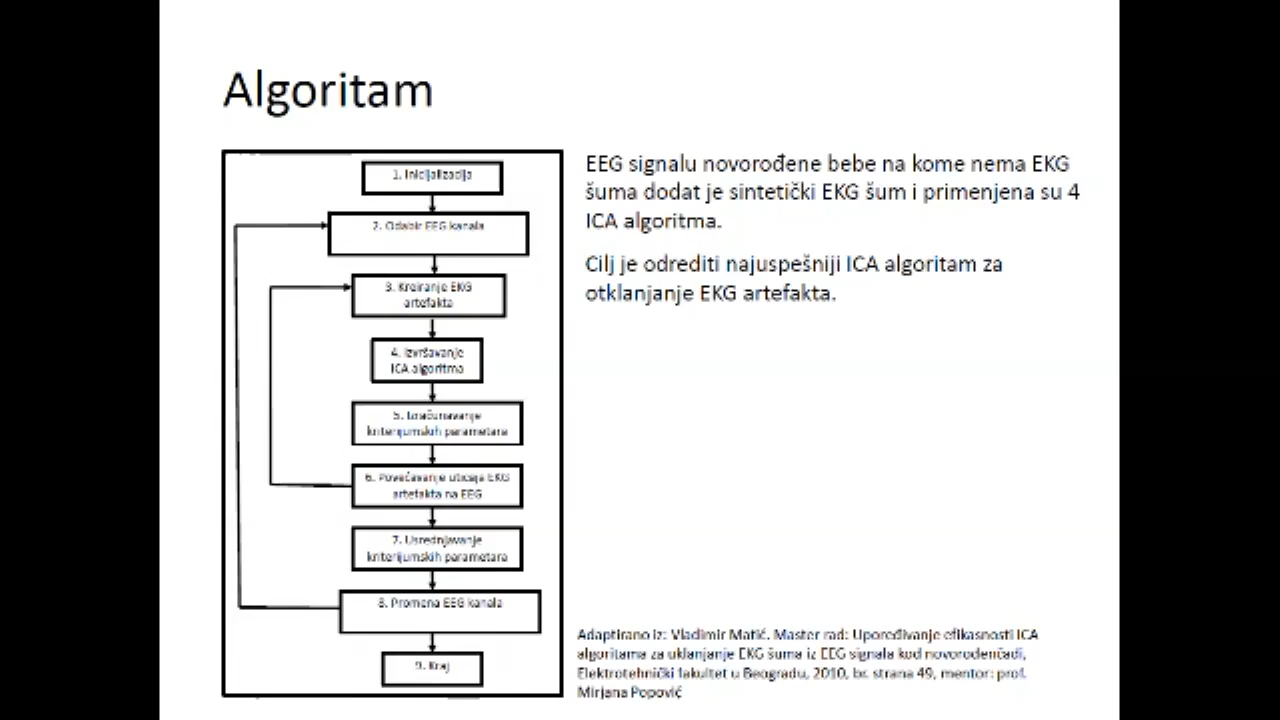 Algoritam
1. Inicijalizacija
2. Odabir EEG kanala
3. Kreiranje EKG
artefakta
4. Izvršavanje
ICA algoritma
5. Izračunavanje
kriterijumskih parametara
6. Povećavanje uticaja EKG
artefakta na EEG
7. Usrednjavanje
kriterijumskih parametara
8. Promena EEG kanala
9. Kraj
EEG signalu novorođene bebe na kome nema EKG
šuma dodat je sintetički EKG šum i primenjena su 4
ICA algoritma.
Cilj je odrediti najuspešniji ICA algoritam za
otklanjanje EKG artefakta.
Adaptirano iz: Vladimir Matić. Master rad: Upoređivanje efikasnosti ICA
algoritama za uklanjanje EKG šuma iz EEG signala kod novorođenčadi,
Elektrotehnički fakultet u Beogradu, 2010, br. strana 49, mentor: prof.
Mirjana Popović